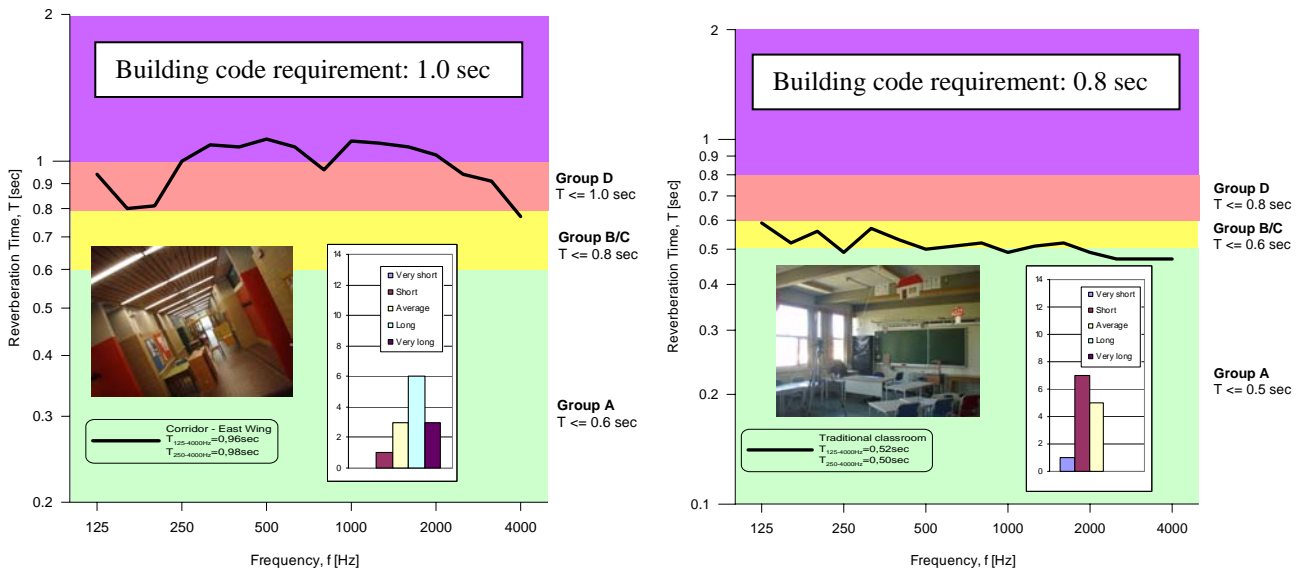 2
Building code requirement: 1.0 sec
1
0.9
0.8
0.7
0.6
0.5
0.4
0.3
0.2
Reverberation Time, T [sec]
Group D
T <= 1.0 sec
Group B/C
T <= 0.8 sec
Group A
T <= 0.6 sec
14
12
10
8
6
4
2
0
Very short
Short
Average
Long
Very long
Corridor - East Wing
T125-4000Hz=0,96sec
T250-4000Hz=0,98sec
125
250
500
1000
2000
4000
Frequency, f [Hz]
2
Building code requirement: 0.8 sec
1
0.9
0.8
0.7
0.6
0.5
0.4
0.3
0.2
0.1
Reverberation Time, T [sec]
Group D
T <= 0.8 sec
Group B/C
T <= 0.6 sec
Group A
T <= 0.5 sec
14
12
10
8
6
4
2
0
Very short
Short
Average
Long
Very long
Traditional classroom
T125-4000Hz=0,52sec
T250-4000Hz=0,50sec
125
250
500
1000
2000
4000
Frequency, f [Hz]